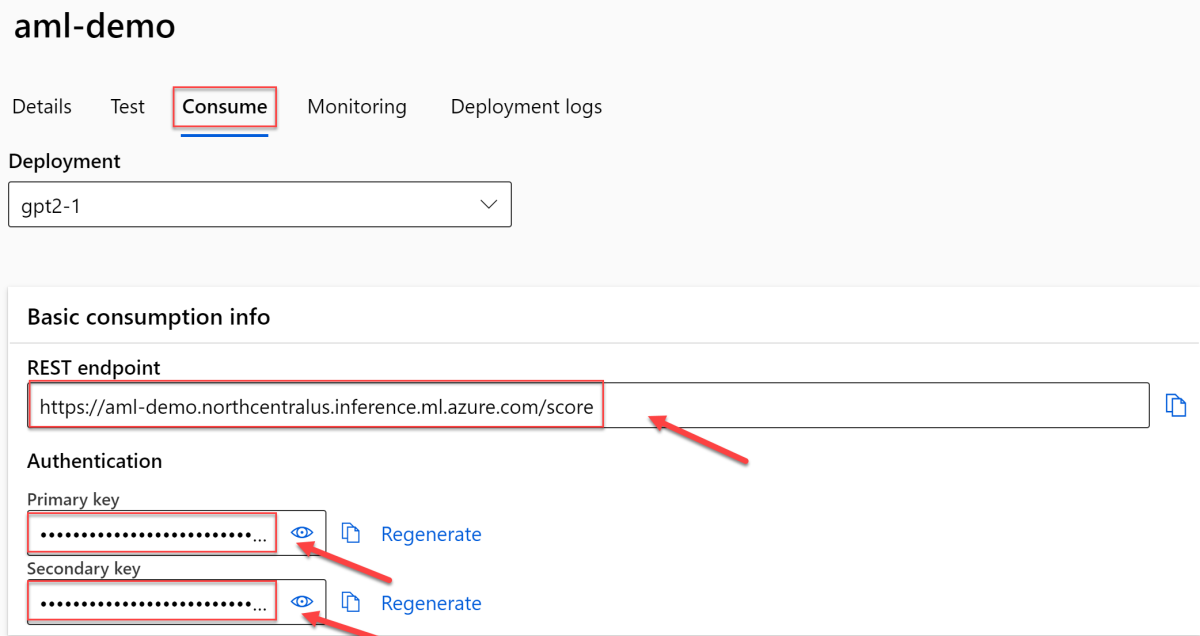 aml-demo
Details Test Consume Monitoring Deployment logs
Deployment
gpt2-1
Basic consumption info
REST endpoint
https://aml-demo.northcentralus.inference.ml.azure.com/score
Authentication
Primary key
••••••••••••••••••••••••••... Regenerate
Secondary key
••••••••••••••••••••••••••... Regenerate